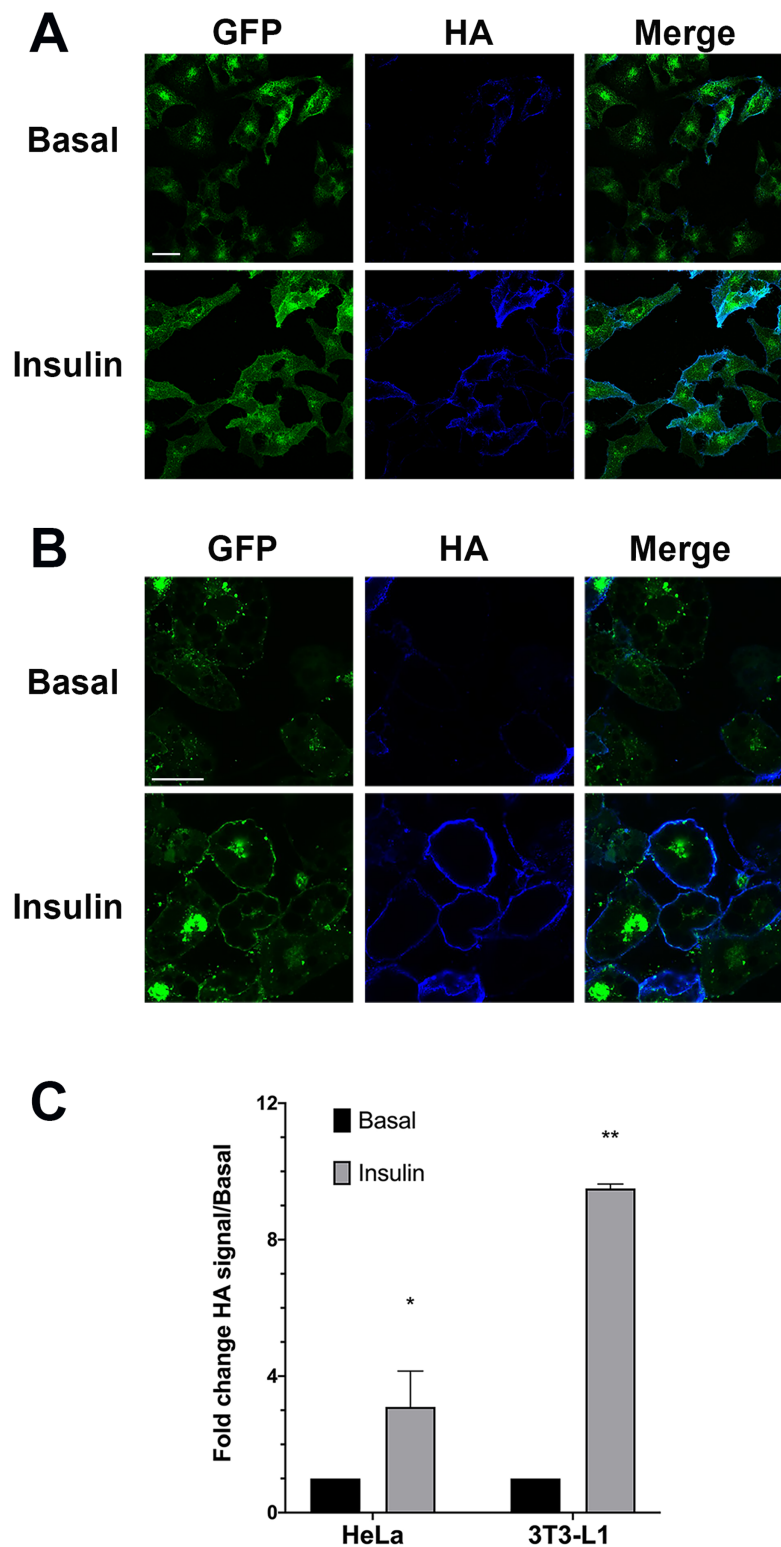 A
GFP HA Merge
Basal
Insulin
B
GFP HA Merge
Basal
Insulin
C
Fold change HA signal/Basal
12
8
4
0
Basal
Insulin
*
**
HeLa 3T3-L1